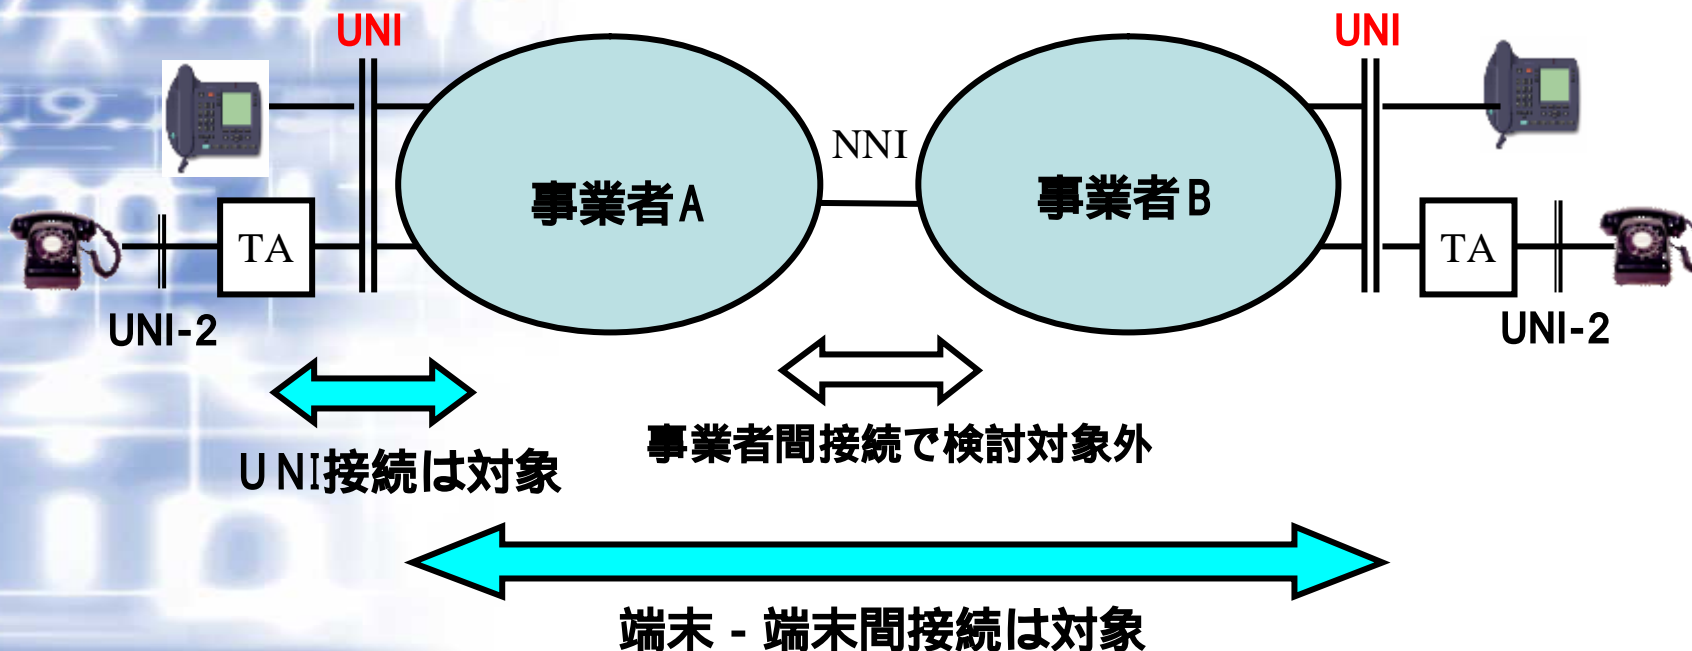 UNI
UNI
NNI
事業者A
事業者B
TA
TA
UNI-2
UNI-2
事業者間接続で検討対象外
UNI接続は対象
端末 - 端末間接続は対象